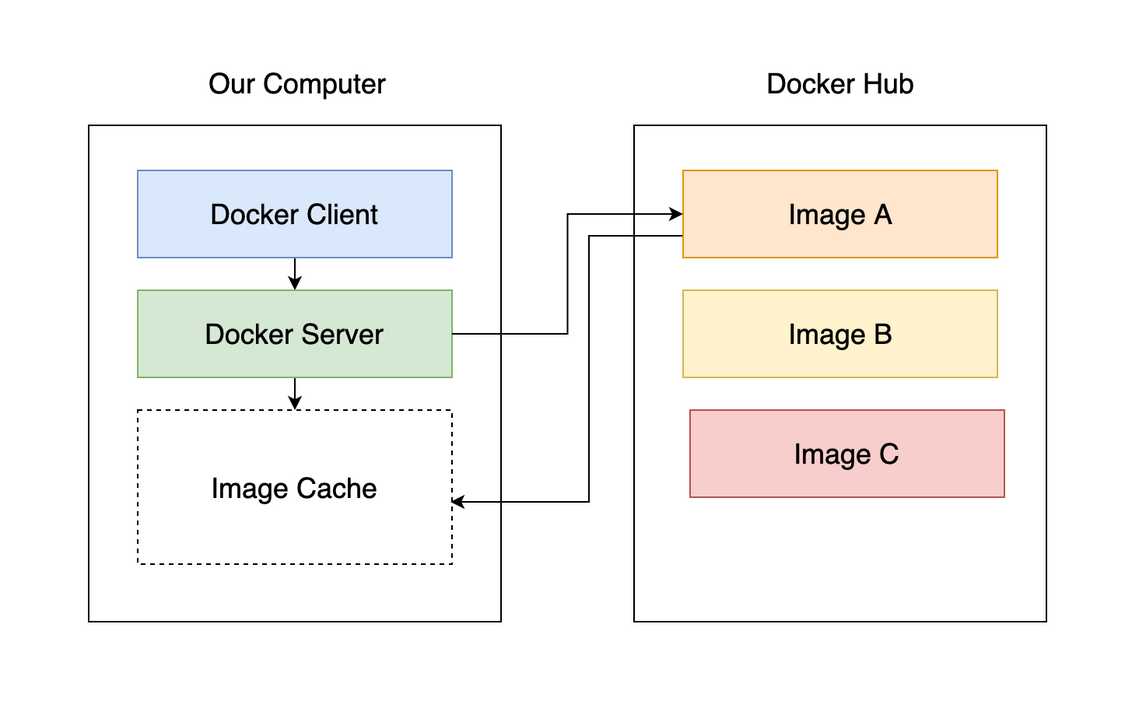 Our Computer
Docker Hub
Docker Client
Image A
Docker Server
Image B
Image Cache
Image C